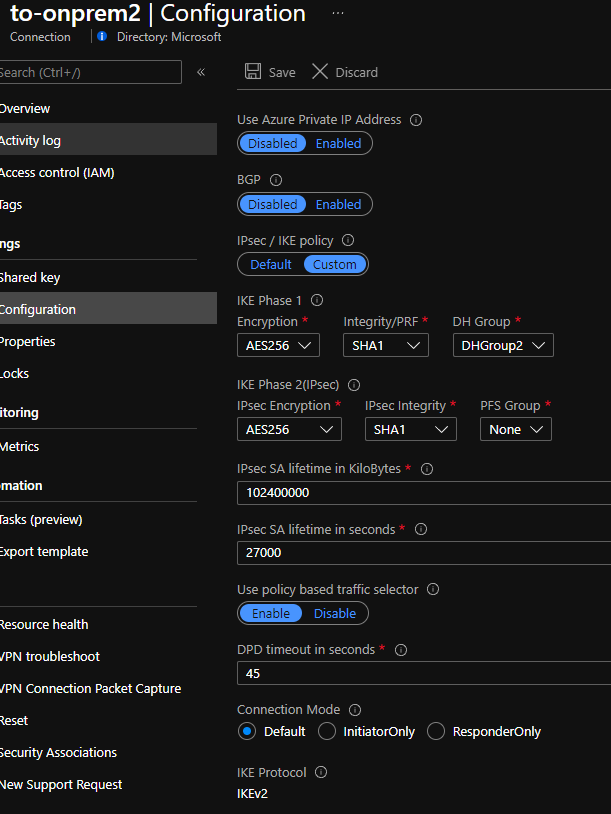 to-onprem2 | Configuration ...
Connection Directory: Microsoft
Search (Ctrl+/) «
Overview
Activity log
Access control (IAM)
Tags
ngs
Shared key
Configuration
Properties
Locks
itoring
Metrics
omation
Tasks (preview)
Export template
Resource health
VPN troubleshoot
VPN Connection Packet Capture
Reset
Security Associations
New Support Request
Save Discard
Use Azure Private IP Address
Disabled Enabled
BGP
Disabled Enabled
IPsec / IKE policy
Default Custom
IKE Phase 1
Encryption * Integrity/PRF * DH Group *
AES256 SHA1 DHGroup2
IKE Phase 2(IPsec)
IPsec Encryption * IPsec Integrity * PFS Group *
AES256 SHA1 None
IPsec SA lifetime in KiloBytes *
102400000
IPsec SA lifetime in seconds *
27000
Use policy based traffic selector
Enable Disable
DPD timeout in seconds *
45
Connection Mode
Default InitiatorOnly ResponderOnly
IKE Protocol
IKEv2